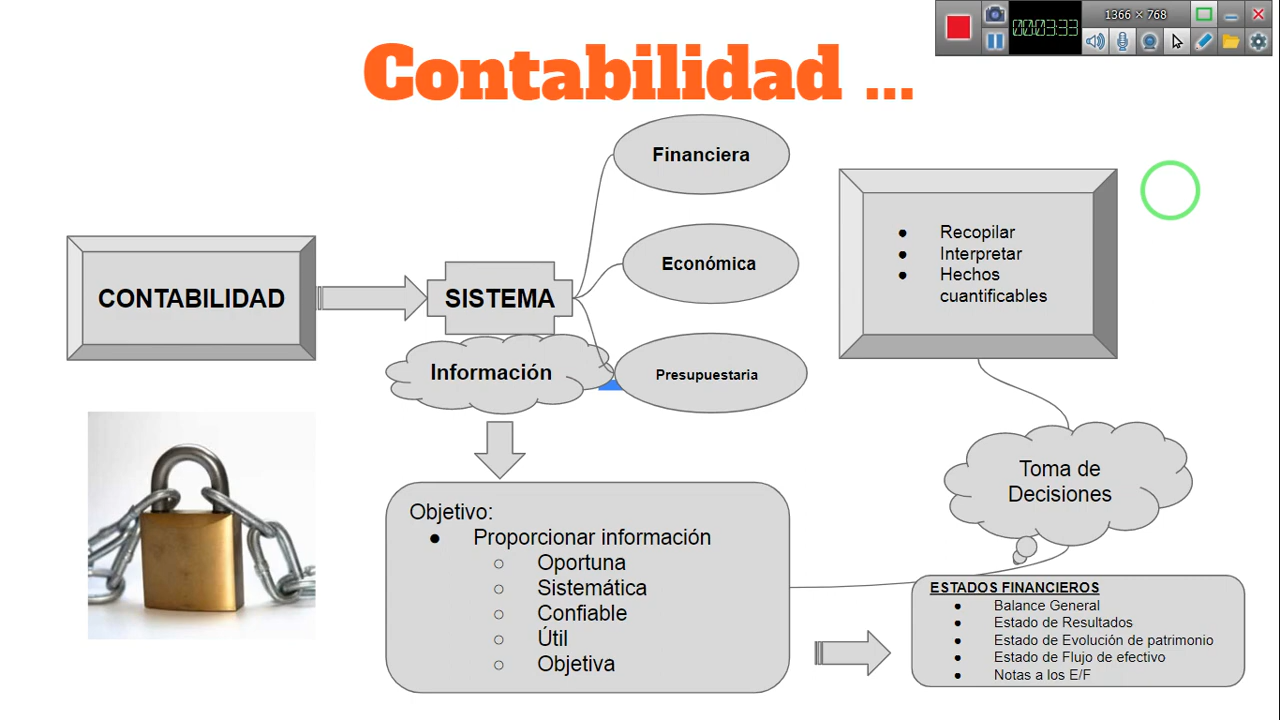 1366 × 768
00:03:33
Contabilidad ...
CONTABILIDAD
SISTEMA
Información
Financiera
Económica
Presupuestaria
● Recopilar
● Interpretar
● Hechos
cuantificables
Toma de
Decisiones
Objetivo:
● Proporcionar información
○ Oportuna
○ Sistemática
○ Confiable
○ Útil
○ Objetiva
ESTADOS FINANCIEROS
● Balance General
● Estado de Resultados
● Estado de Evolución de patrimonio
● Estado de Flujo de efectivo
● Notas a los E/F